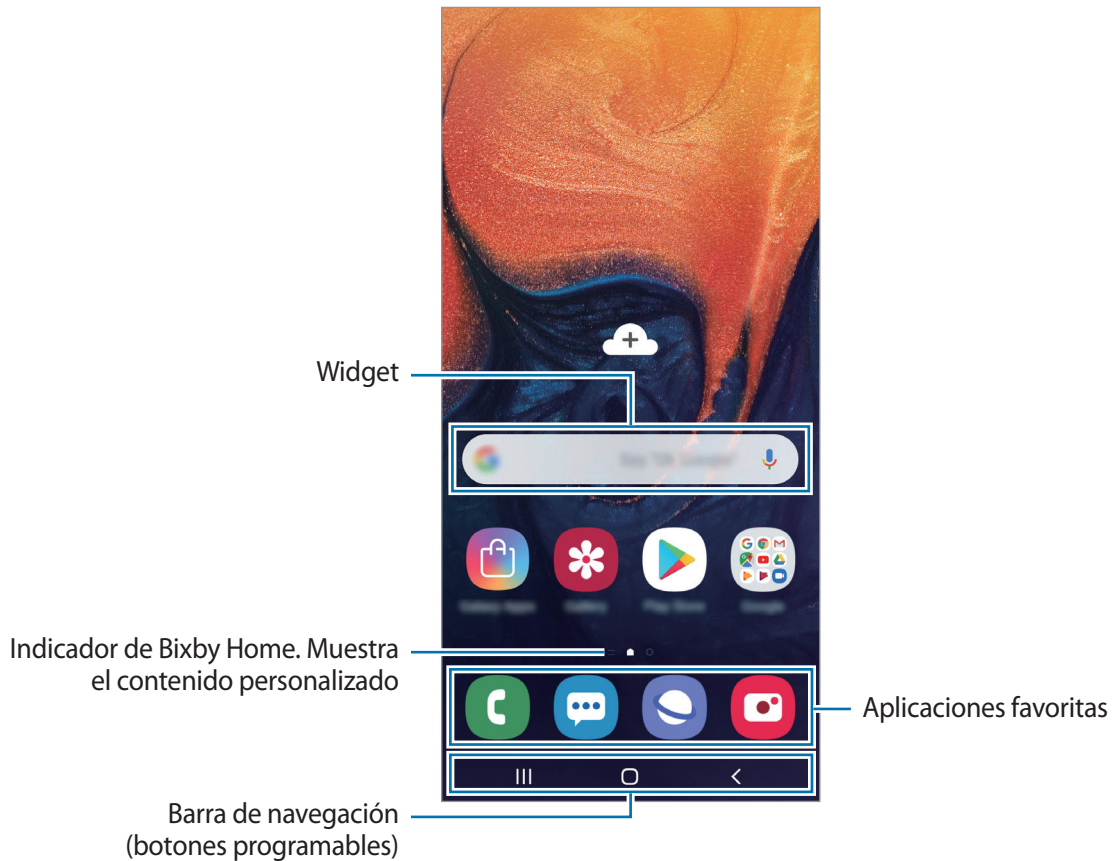 Widget
Indicador de Bixby Home. Muestra
el contenido personalizado
Aplicaciones favoritas
Barra de navegación
(botones programables)